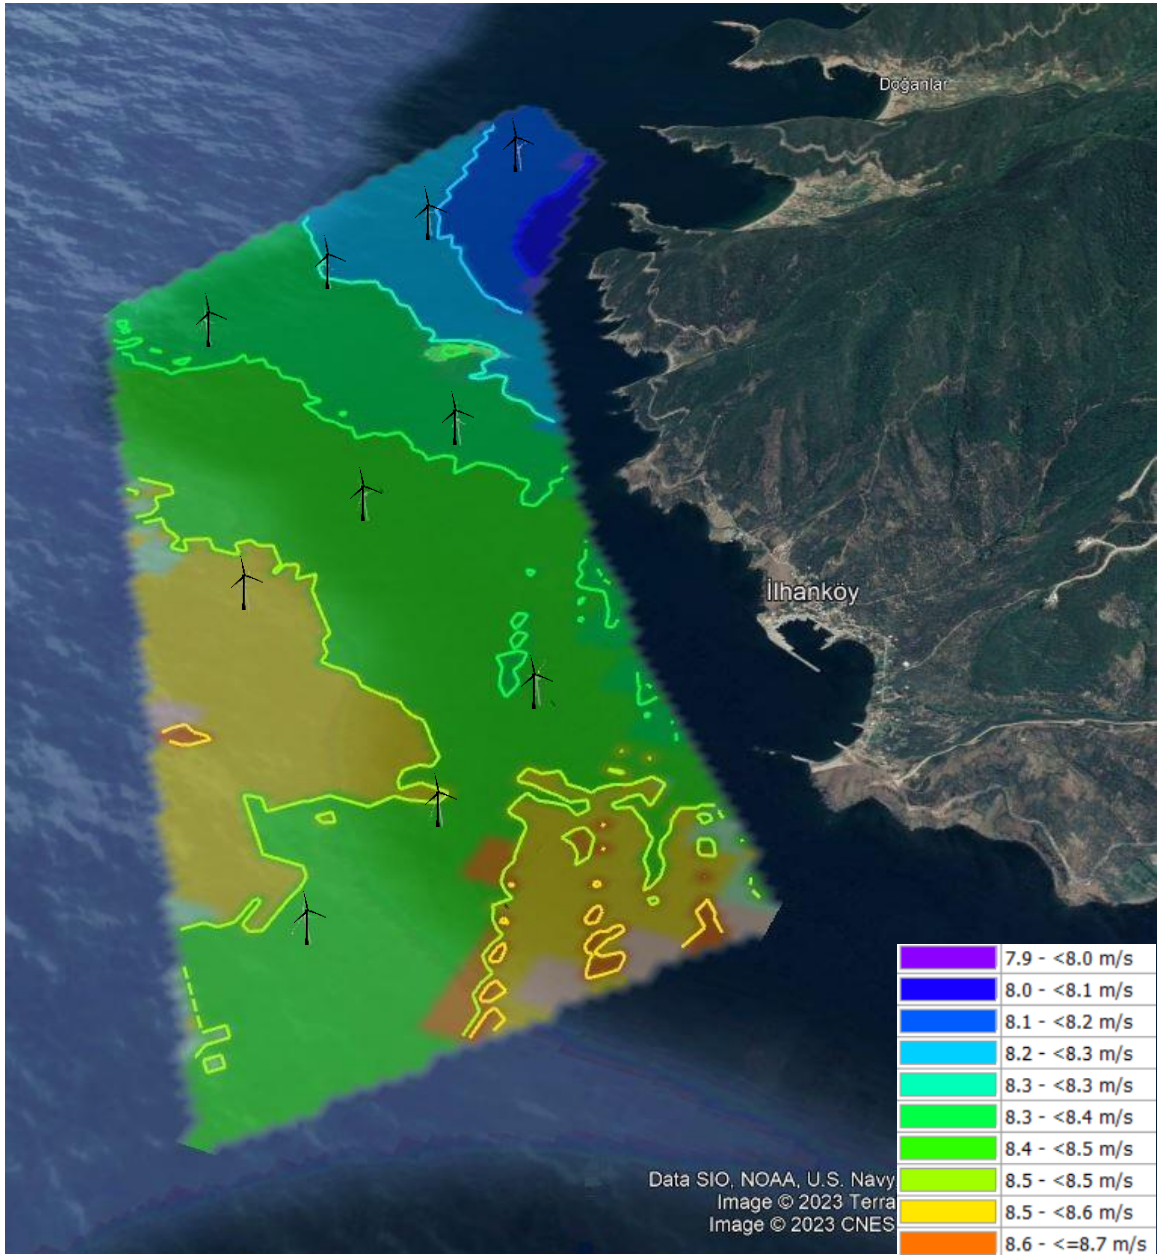 Doğanlar
İlhanköy
7.9 - <8.0 m/s
8.0 - <8.1 m/s
8.1 - <8.2 m/s
8.2 - <8.3 m/s
8.3 - <8.3 m/s
8.3 - <8.4 m/s
8.4 - <8.5 m/s
8.5 - <8.5 m/s
8.5 - <8.6 m/s
8.6 - <=8.7 m/s
Data SIO, NOAA, U.S. Navy
Image © 2023 Terra
Image © 2023 CNES